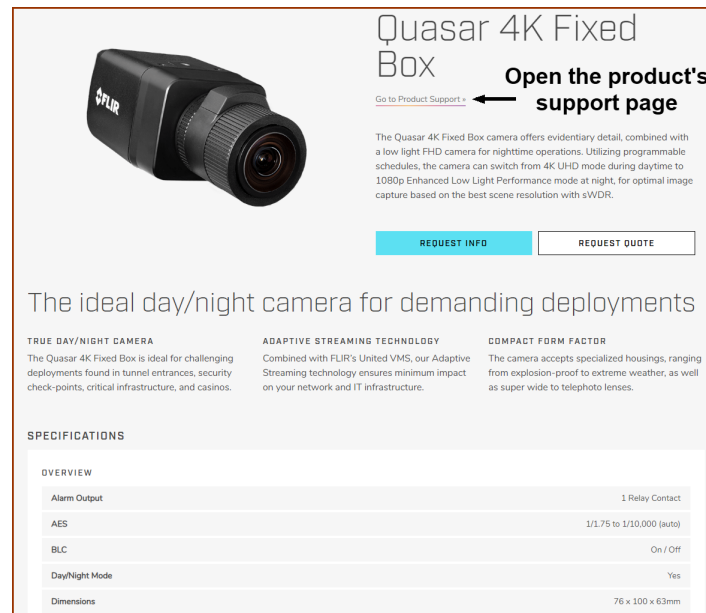 Quasar 4K Fixed
Box
Go to Product Support »
Open the product's
support page
FLIR
The Quasar 4K Fixed Box camera offers evidentiary detail, combined with
a low light FHD camera for nighttime operations. Utilizing programmable
schedules, the camera can switch from 4K UHD mode during daytime to
1080p Enhanced Low Light Performance mode at night, for optimal image
capture based on the best scene resolution with sWDR.
REQUEST INFO
REQUEST QUOTE
The ideal day/night camera for demanding deployments
TRUE DAY/NIGHT CAMERA
The Quasar 4K Fixed Box is ideal for challenging
deployments found in tunnel entrances, security
check-points, critical infrastructure, and casinos.
ADAPTIVE STREAMING TECHNOLOGY
Combined with FLIR's United VMS, our Adaptive
Streaming technology ensures minimum impact
on your network and IT infrastructure.
COMPACT FORM FACTOR
The camera accepts specialized housings, ranging
from explosion-proof to extreme weather, as well
as super wide to telephoto lenses.
SPECIFICATIONS
OVERVIEW
Alarm Output 1 Relay Contact
AES 1/1.75 to 1/10,000 (auto)
BLC On / Off
Day/Night Mode Yes
Dimensions 76 x 100 x 63mm